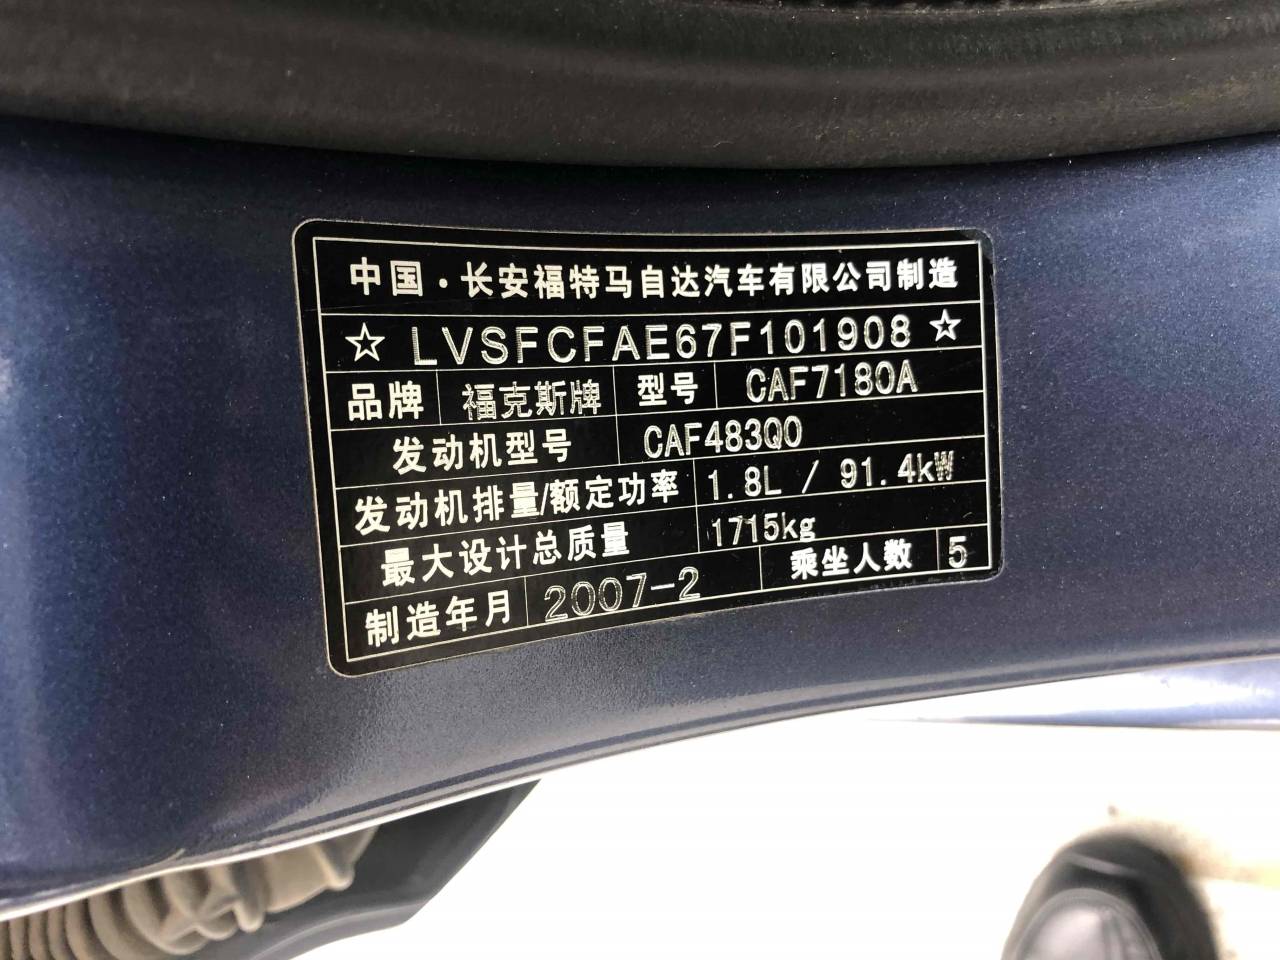 中国·长安福特马自达汽车有限公司制造
☆ LVSFCFAE67F101908 ☆
品牌 福克斯牌 型号 CAF7180A
发动机型号 CAF483Q0
发动机排量/额定功率 1.8L / 91.4kW
最大设计总质量 1715kg
制造年月 2007-2 乘坐人数 5